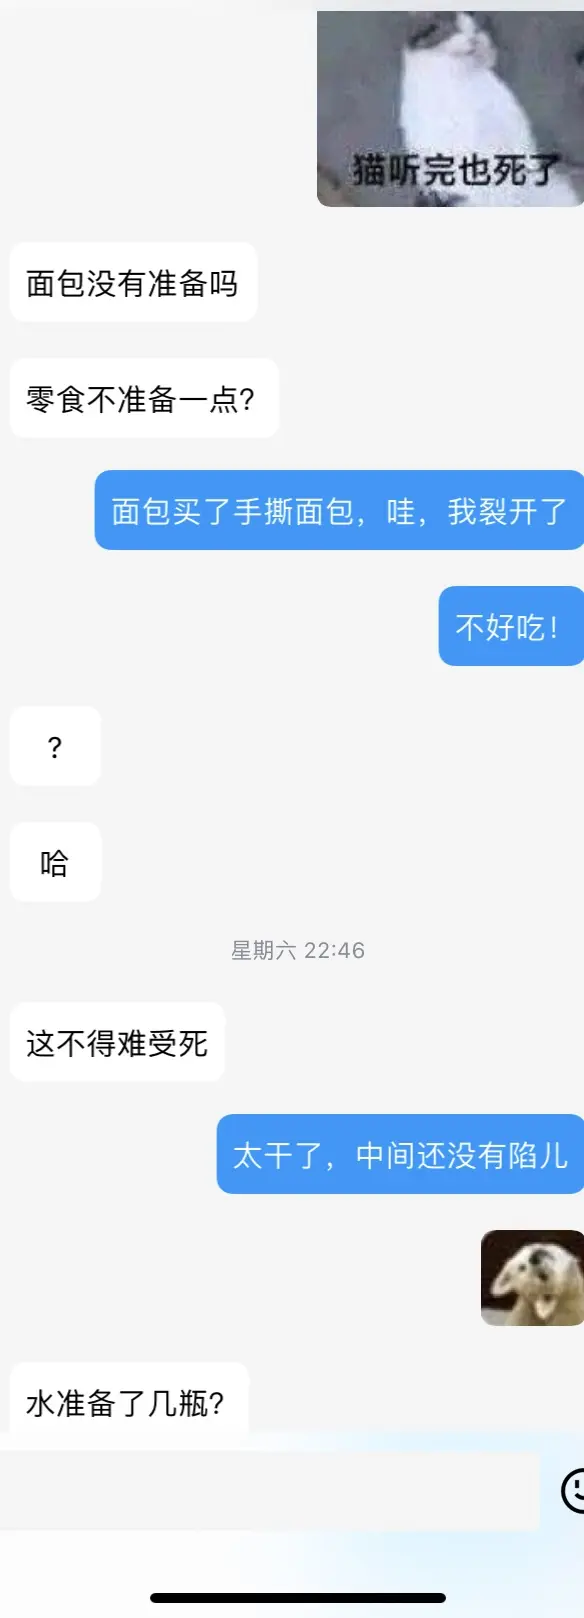 猫听完也死了
面包没有准备吗
零食不准备一点?
面包买了手撕面包，哇，我裂开了
不好吃！
?
哈
星期六 22:46
这不得难受死
太干了，中间还没有陷儿
水准备了几瓶?